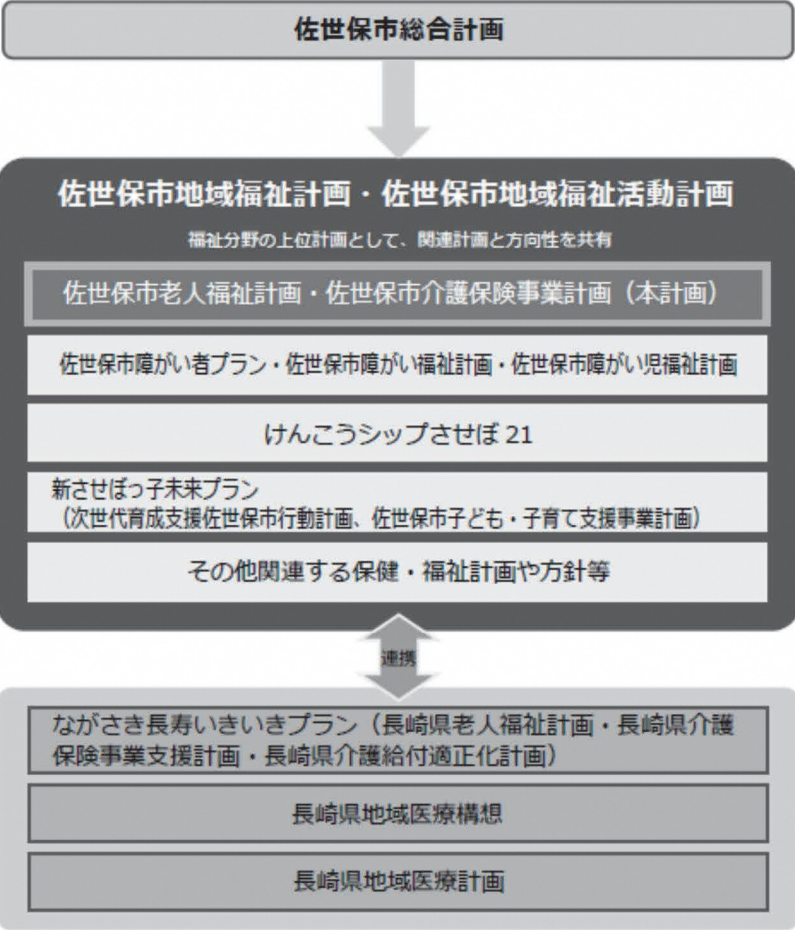 佐世保市総合計画
佐世保市地域福祉計画・佐世保市地域福祉活動計画
福祉分野の上位計画として、関連計画と方向性を共有
佐世保市老人福祉計画・佐世保市介護保険事業計画（本計画）
佐世保市障がい者プラン・佐世保市障がい福祉計画・佐世保市障がい児福祉計画
けんこうシップさせぼ 21
新させぼっ子未来プラン
（次世代育成支援佐世保市行動計画、佐世保市子ども・子育て支援事業計画）
その他関連する保健・福祉計画や方針等
連携
ながさき長寿いきいきプラン（長崎県老人福祉計画・長崎県介護
保険事業支援計画・長崎県介護給付適正化計画）
長崎県地域医療構想
長崎県地域医療計画